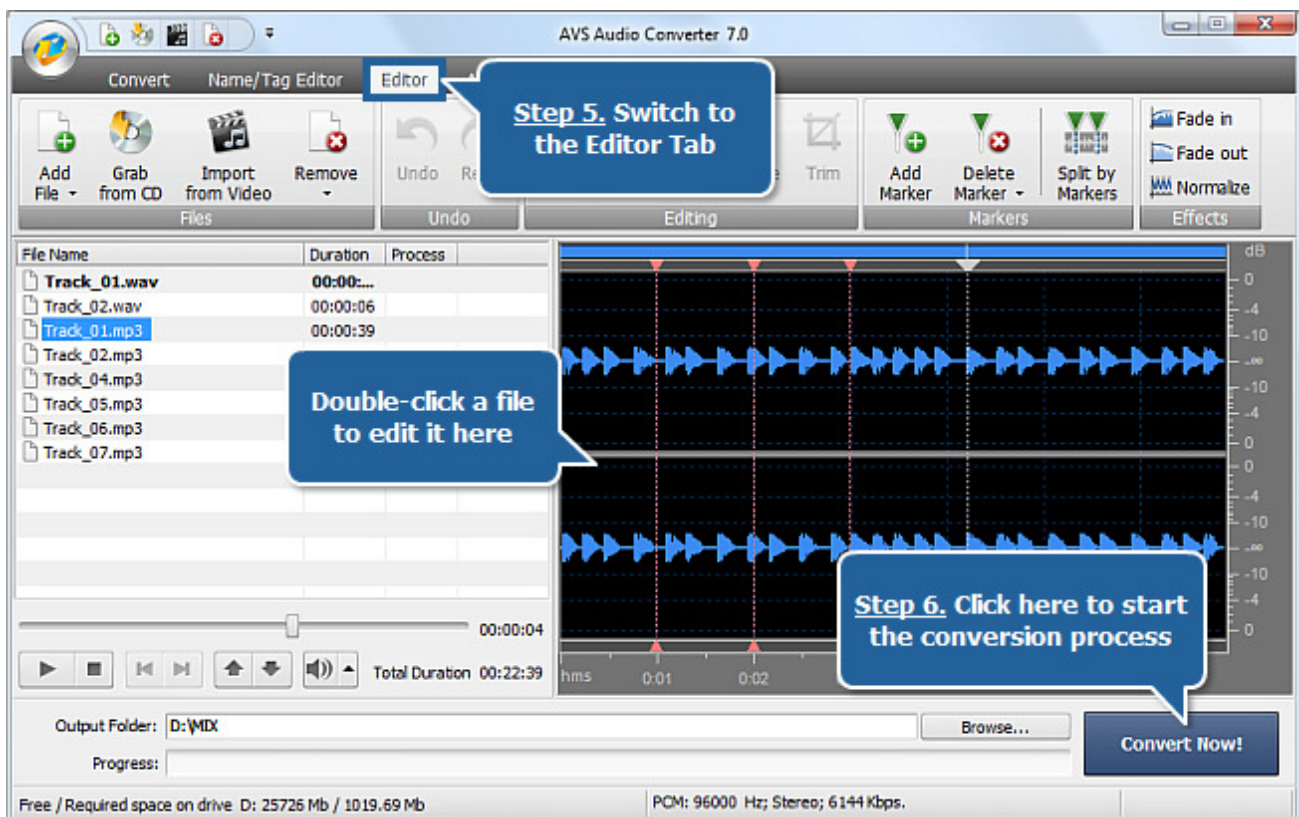 AVS Audio Converter 7.0
Convert Name/Tag Editor Editor
Step 5. Switch to
the Editor Tab
Add
File
Grab
from CD
Import
from Video
Remove
Files
Undo
Undo
Trim
Editing
Add
Marker
Delete
Marker
Split by
Markers
Markers
Fade in
Fade out
Normalize
Effects
File Name Duration Process
Track_01.wav 00:00:...
Track_02.wav 00:00:06
Track_01.mp3 00:00:39
Track_02.mp3
Track_04.mp3
Track_05.mp3
Track_06.mp3
Track_07.mp3
Double-click a file
to edit it here
dB
0
-4
-10
-∞
-10
-4
0
0
-4
-10
-∞
-10
-4
0
hms 0:01 0:02
00:00:04
Total Duration 00:22:39
Step 6. Click here to start
the conversion process
Output Folder: D:\MIX Browse...
Progress:
Convert Now!
Free / Required space on drive D: 25726 Mb / 1019.69 Mb PCM: 96000 Hz; Stereo; 6144 Kbps.